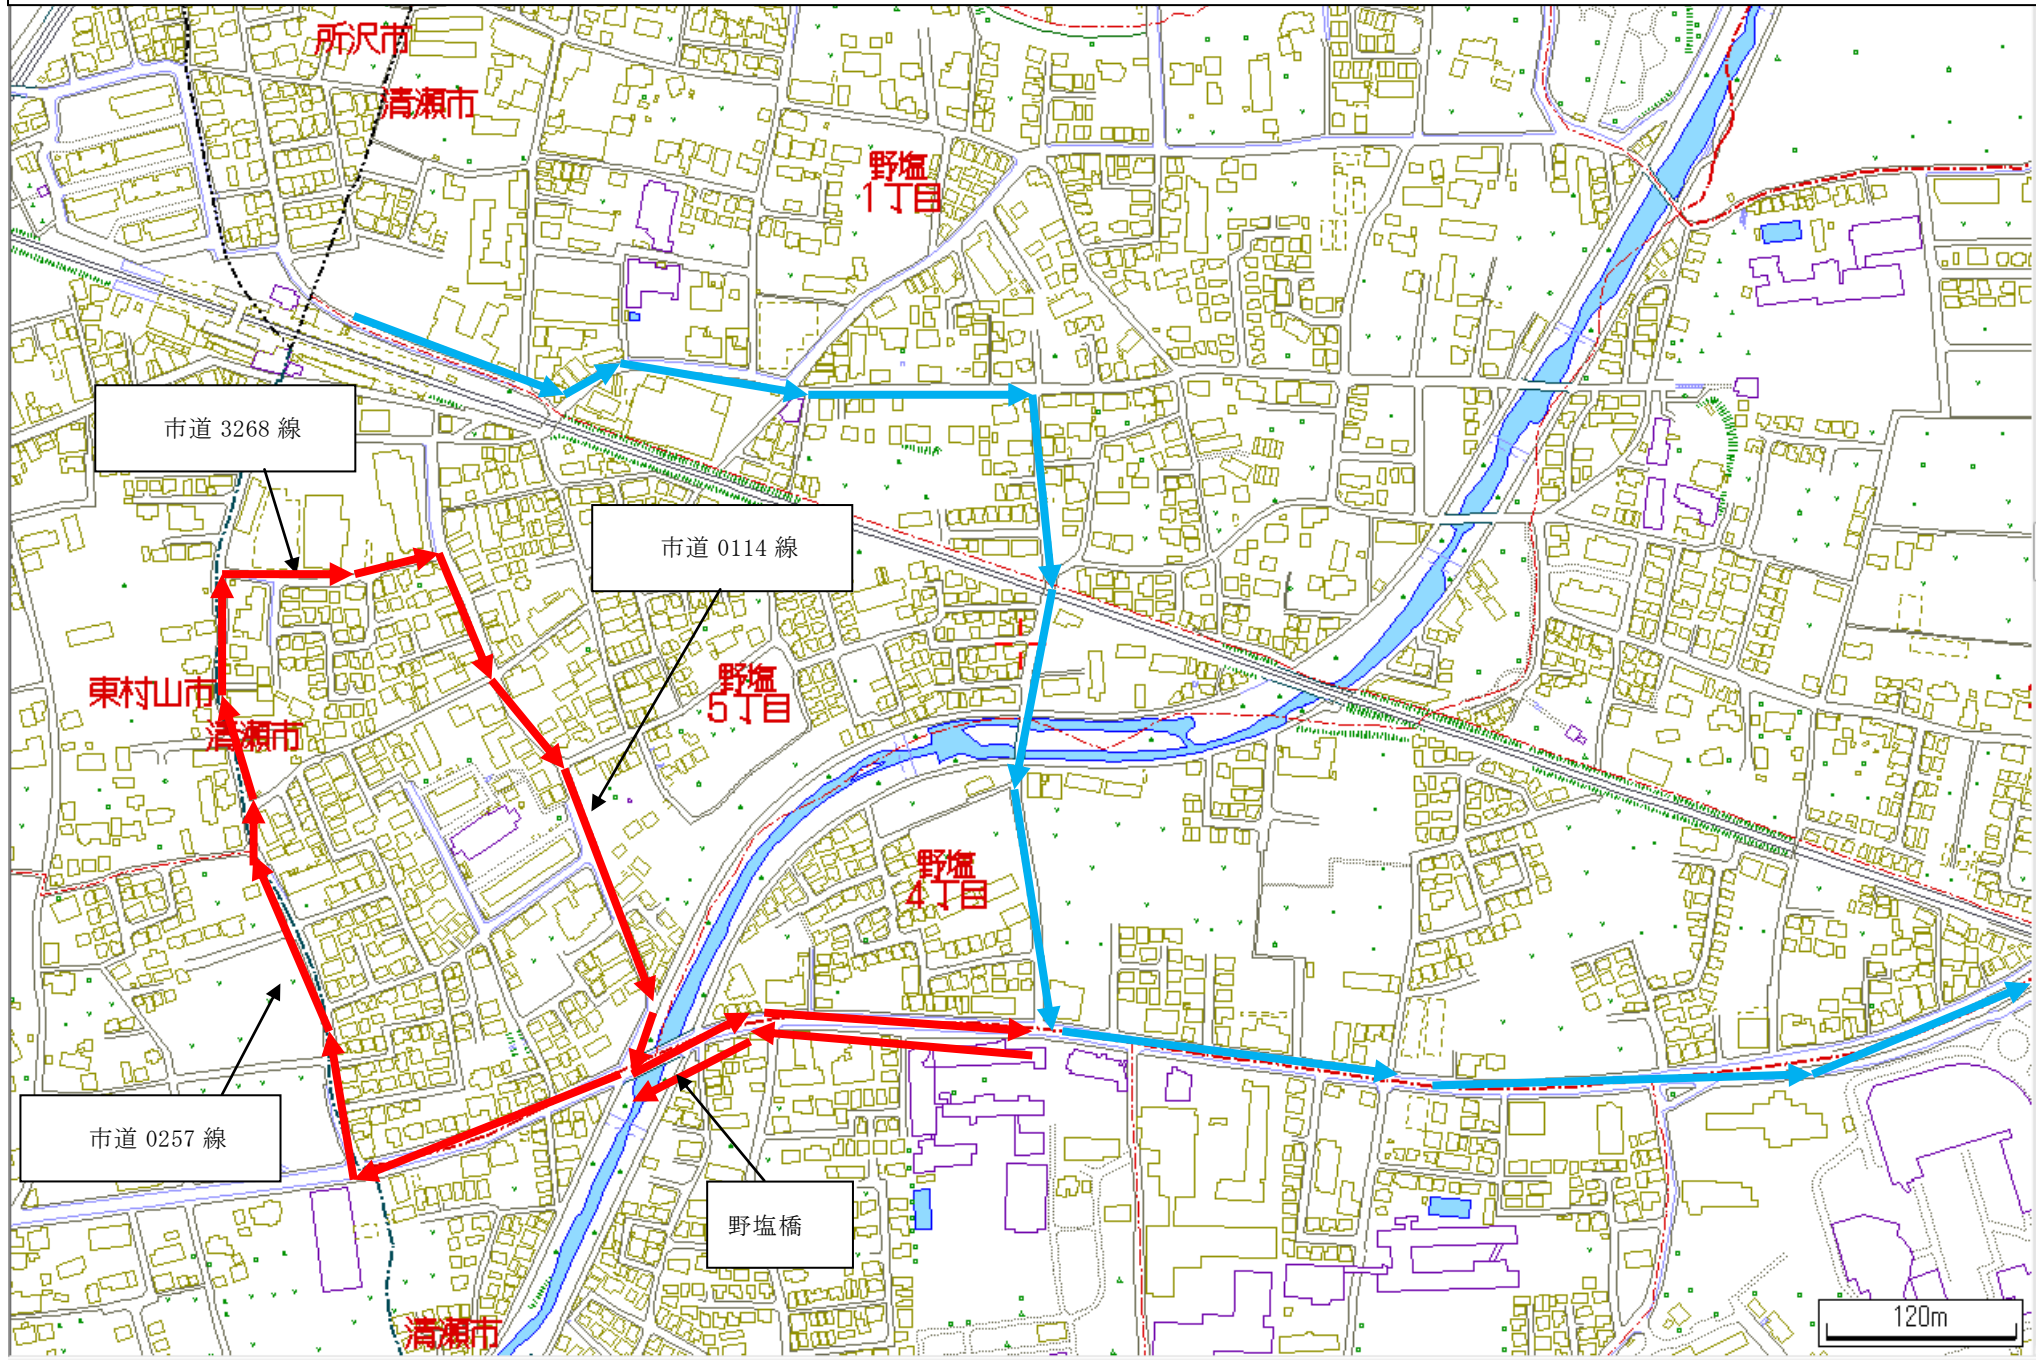 所沢市
清瀬市
野塩
1丁目
市道 3268 線
市道 0114 線
東村山市
清瀬市
野塩
5丁目
野塩
4丁目
市道 0257 線
野塩橋
清瀬市
120m